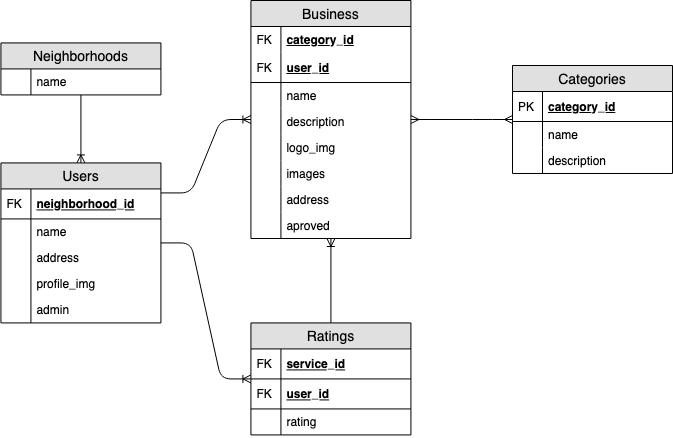 Neighborhoods
name
Users
FK neighborhood_id
name
address
profile_img
admin
Business
FK category_id
FK user_id
name
description
logo_img
images
address
aproved
Ratings
FK service_id
FK user_id
rating
Categories
PK category_id
name
description